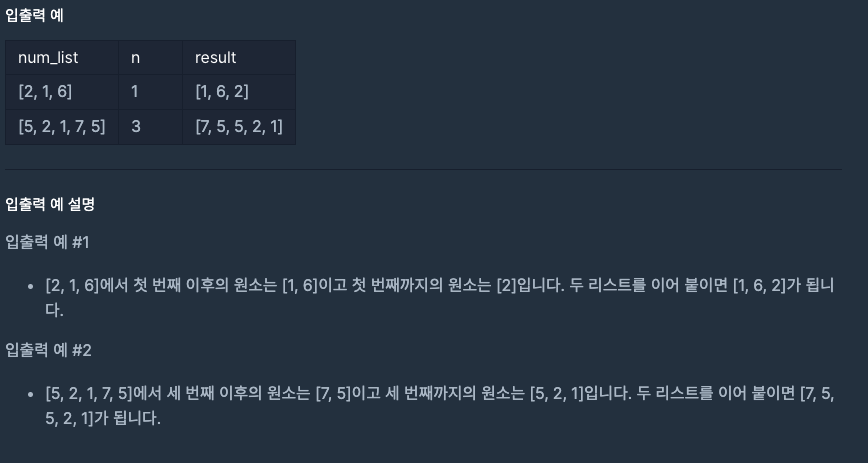 입출력 예
num_list n result
[2, 1, 6] 1 [1, 6, 2]
[5, 2, 1, 7, 5] 3 [7, 5, 5, 2, 1]
입출력 예 설명
입출력 예 #1
• [2, 1, 6]에서 첫 번째 이후의 원소는 [1, 6]이고 첫 번째까지의 원소는 [2]입니다. 두 리스트를 이어 붙이면 [1, 6, 2]가 됩니
다.
입출력 예 #2
• [5, 2, 1, 7, 5]에서 세 번째 이후의 원소는 [7, 5]이고 세 번째까지의 원소는 [5, 2, 1]입니다. 두 리스트를 이어 붙이면 [7, 5,
5, 2, 1]가 됩니다.